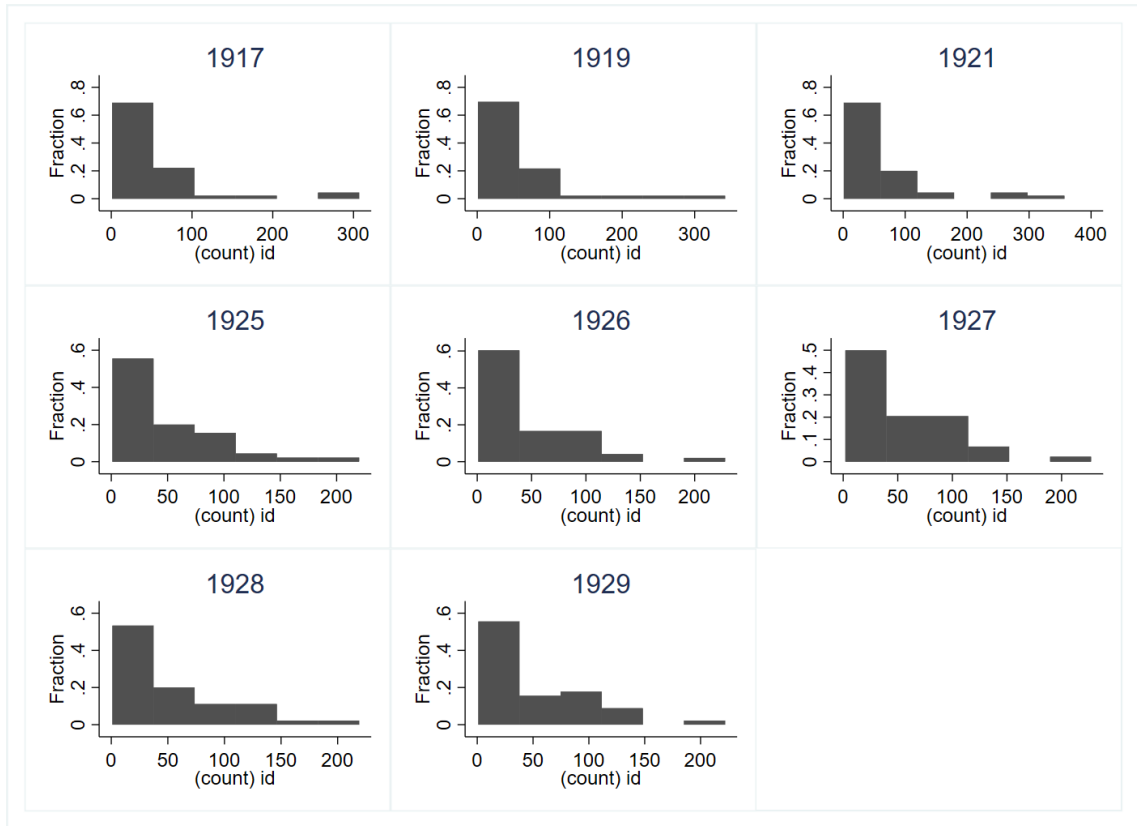 1917
Fraction
0 .2 .4 .6 .8
0 100 200 300
(count) id
1919
Fraction
0 .2 .4 .6 .8
0 100 200 300
(count) id
1921
Fraction
0 .2 .4 .6 .8
0 100 200 300 400
(count) id
1925
Fraction
0 .2 .4 .6
0 50 100 150 200
(count) id
1926
Fraction
0 .2 .4 .6
0 50 100 150 200
(count) id
1927
Fraction
0 .1 .2 .3 .4 .5
0 50 100 150 200
(count) id
1928
Fraction
0 .2 .4 .6
0 50 100 150 200
(count) id
1929
Fraction
0 .2 .4 .6
0 50 100 150 200
(count) id